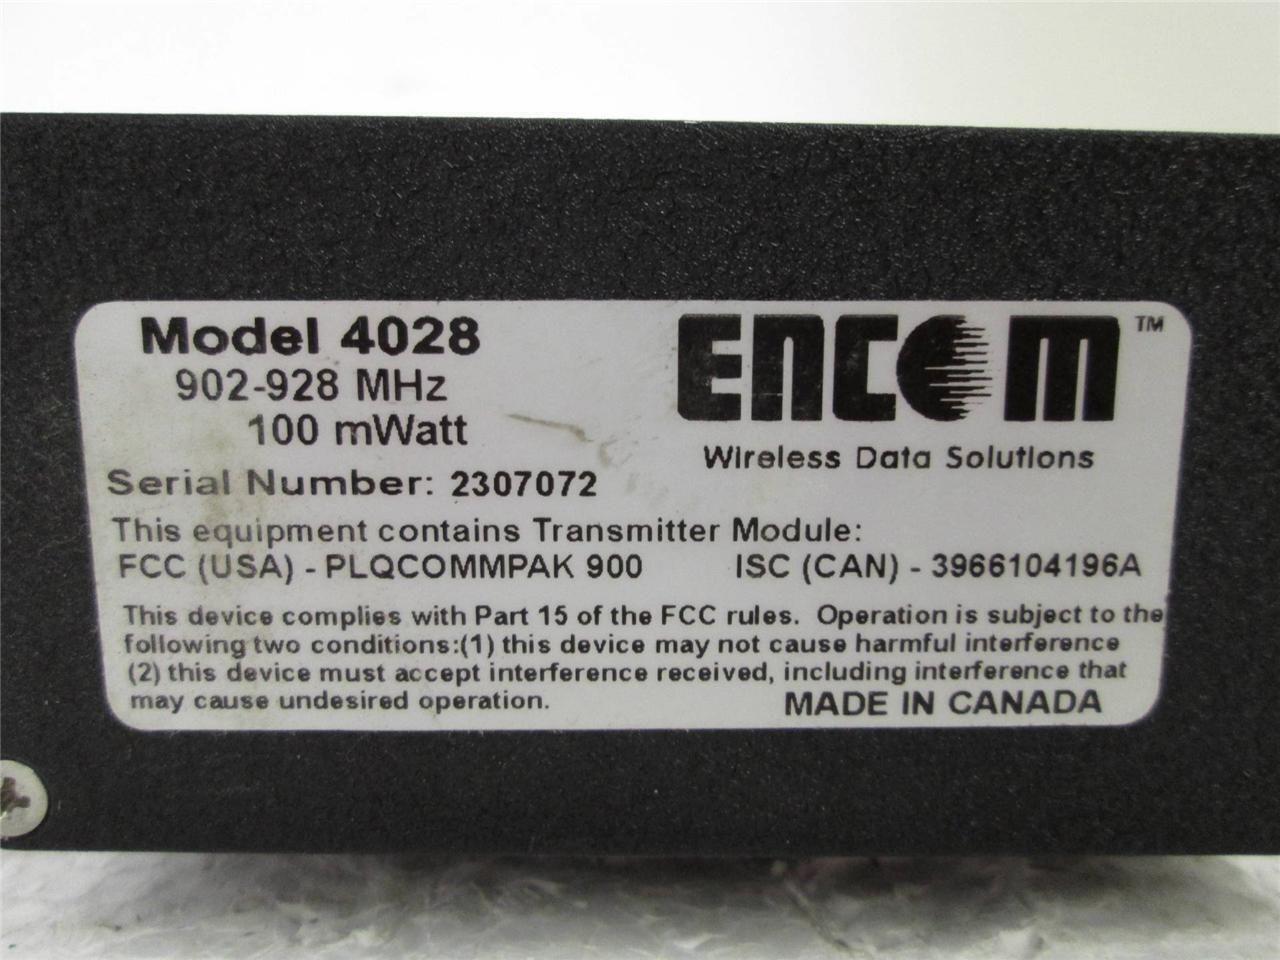 Model 4028
902-928 MHz
100 mWatt
ENCOM™
Wireless Data Solutions
Serial Number: 2307072
This equipment contains Transmitter Module:
FCC (USA) - PLQCOMMPAK 900 ISC (CAN) - 3966104196A
This device complies with Part 15 of the FCC rules. Operation is subject to the
following two conditions:(1) this device may not cause harmful interference
(2) this device must accept interference received, including interference that
may cause undesired operation.
MADE IN CANADA